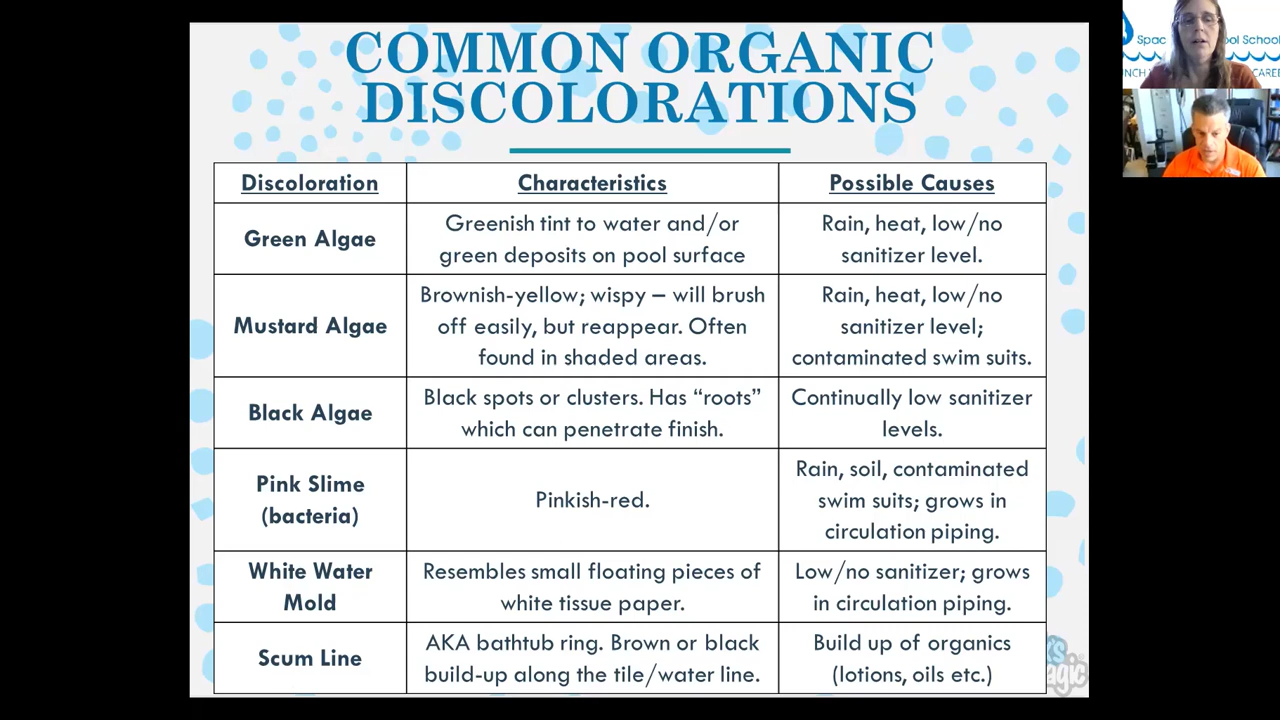 COMMON ORGANIC
DISCOLORATIONS
Discoloration
Characteristics
Possible Causes
Green Algae
Greenish tint to water and/or
green deposits on pool surface
Rain, heat, low/no
sanitizer level.
Mustard Algae
Brownish-yellow; wispy – will brush
off easily, but reappear. Often
found in shaded areas.
Rain, heat, low/no
sanitizer level;
contaminated swim suits.
Black Algae
Black spots or clusters. Has “roots”
which can penetrate finish.
Continually low sanitizer
levels.
Pink Slime
(bacteria)
Pinkish-red.
Rain, soil, contaminated
swim suits; grows in
circulation piping.
White Water
Mold
Resembles small floating pieces of
white tissue paper.
Low/no sanitizer; grows
in circulation piping.
Scum Line
AKA bathtub ring. Brown or black
build-up along the tile/water line.
Build up of organics
(lotions, oils etc.)
Spac
ool School
CAREE